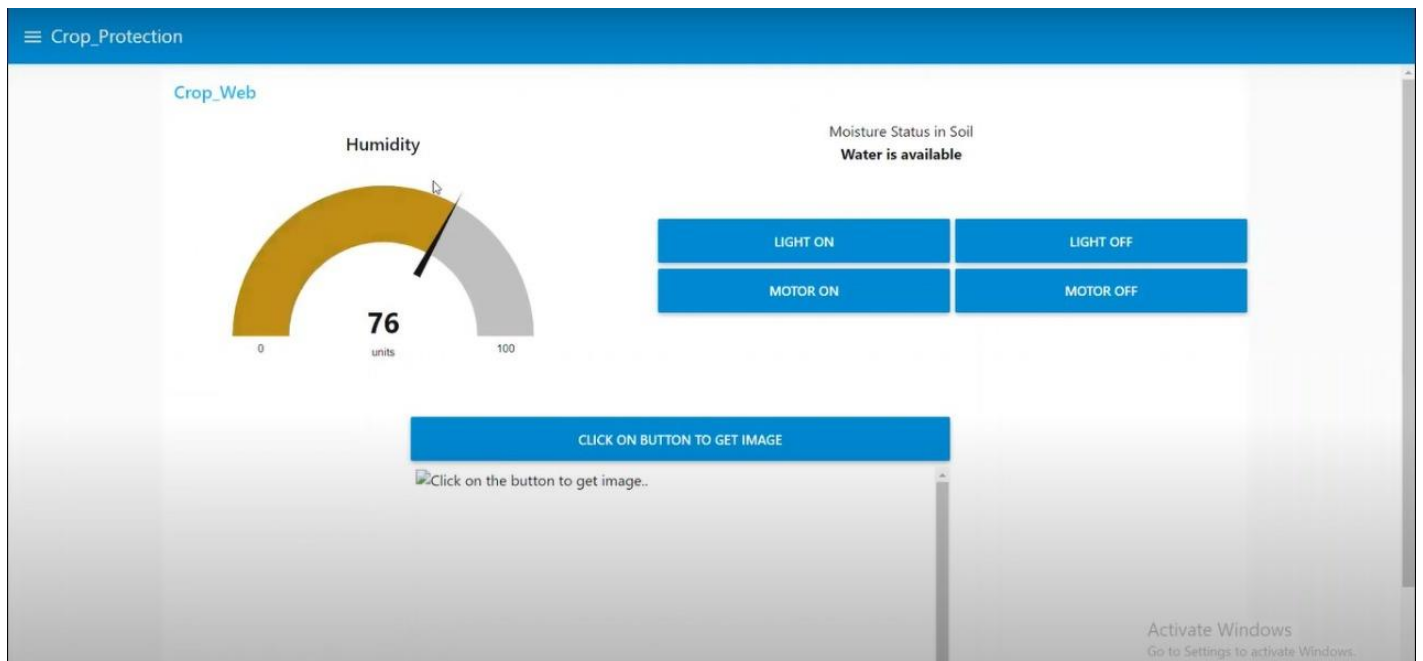 Crop_Protection
Crop_Web
Humidity
76
units
0
100
Moisture Status in Soil
Water is available
LIGHT ON
LIGHT OFF
MOTOR ON
MOTOR OFF
CLICK ON BUTTON TO GET IMAGE
Click on the button to get image..
Activate Windows
Go to Settings to activate Windows.